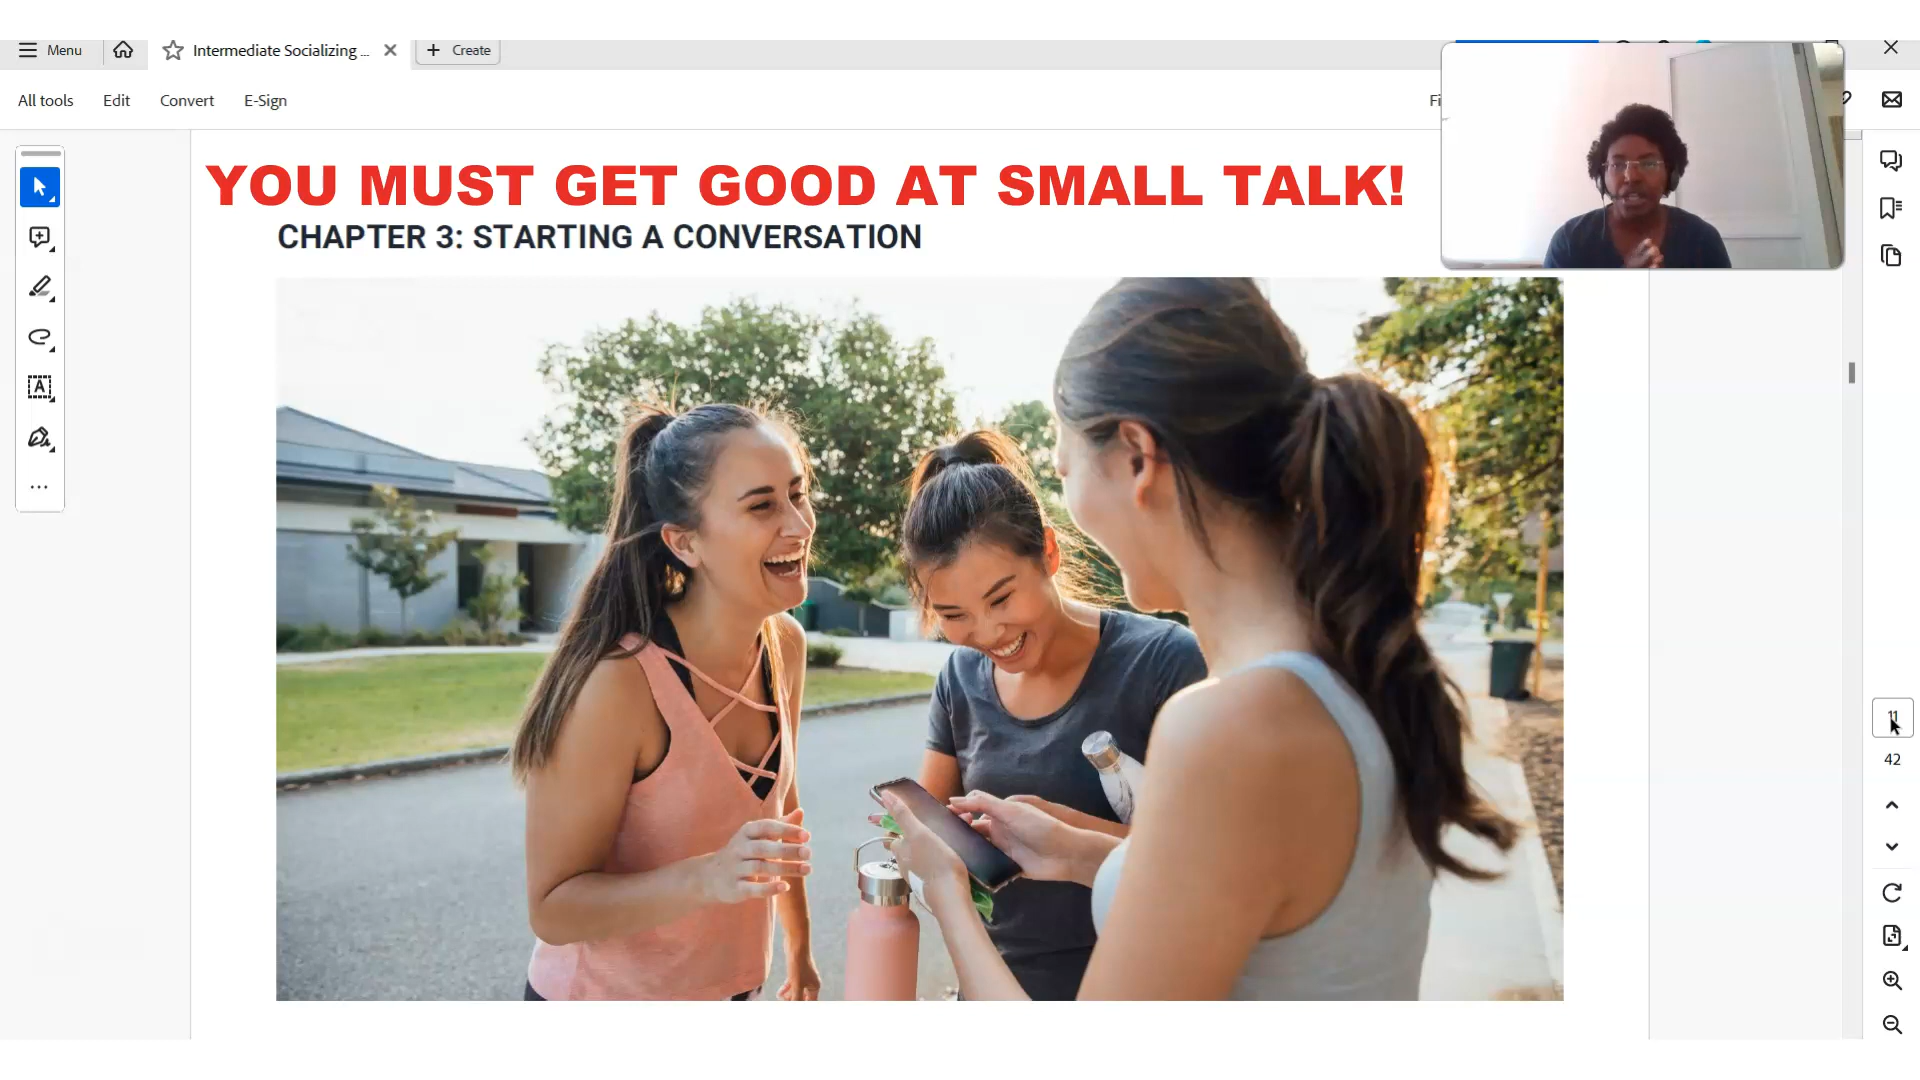 Menu
Intermediate Socializing ...
Create
All tools
Edit
Convert
E-Sign
Fi
YOU MUST GET GOOD AT SMALL TALK!
CHAPTER 3: STARTING A CONVERSATION
A
11
42